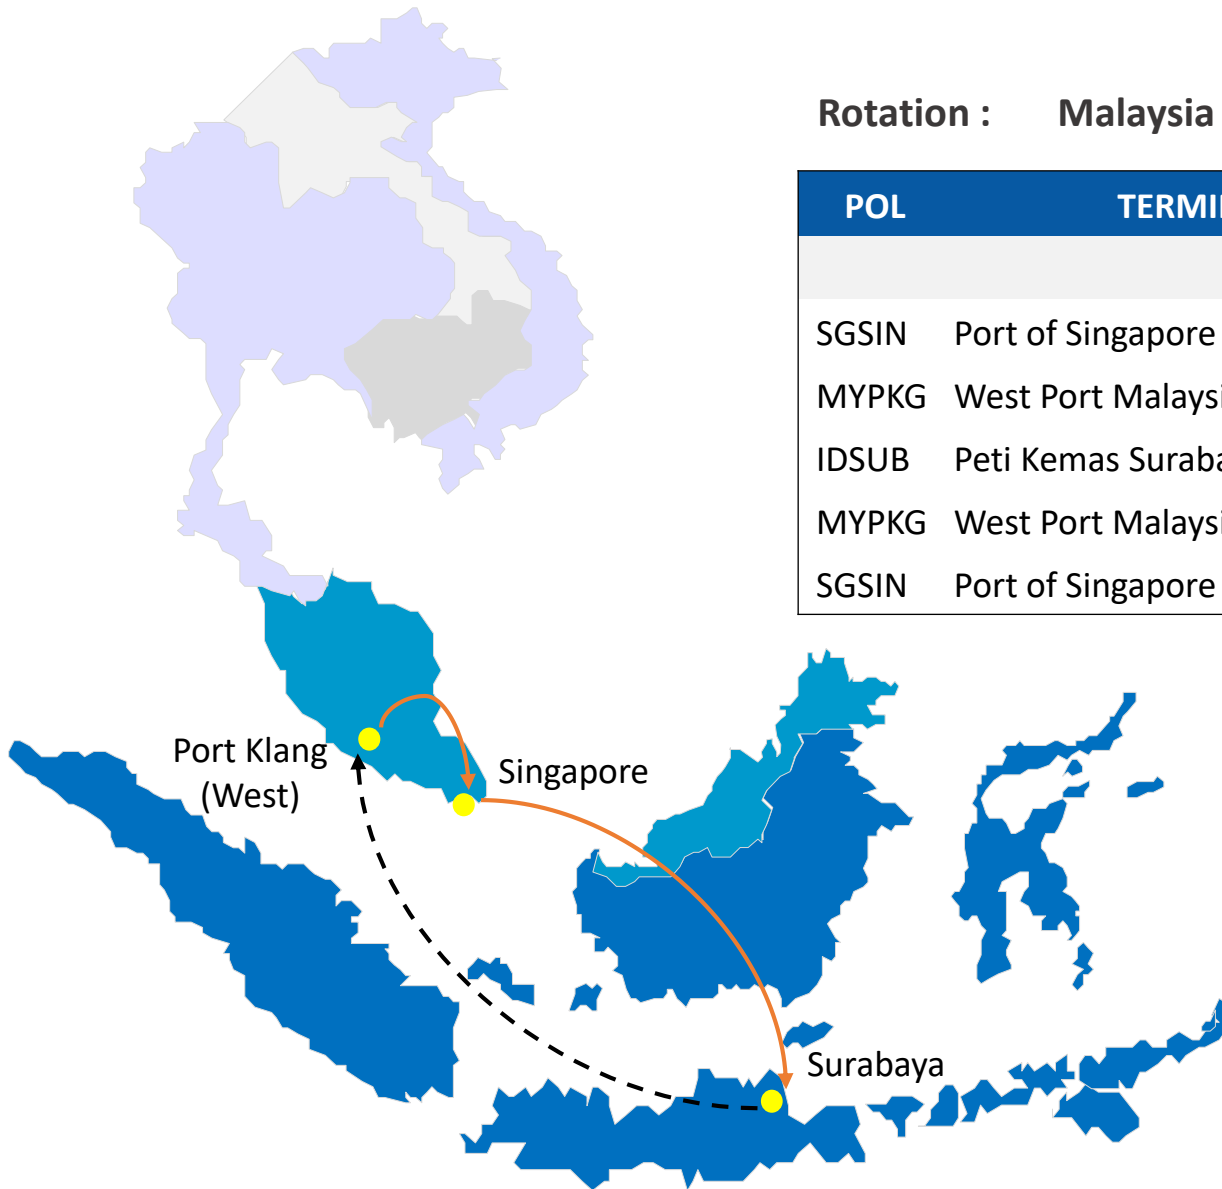 Rotation : Malaysia
POL TERMI
SGSIN Port of Singapore
MYPKG West Port Malaysi
IDSUB Peti Kemas Suraba
MYPKG West Port Malaysi
SGSIN Port of Singapore
Port Klang
(West)
Singapore
Surabaya